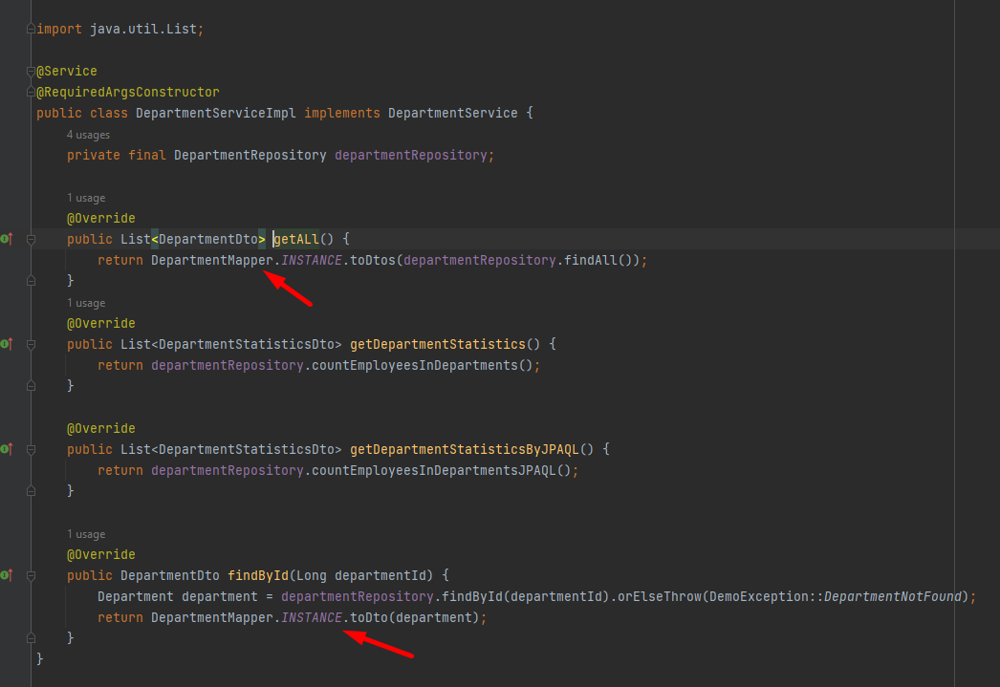 import java.util.List;
@Service
@RequiredArgsConstructor
public class DepartmentServiceImpl implements DepartmentService {
4 usages
private final DepartmentRepository departmentRepository;
1 usage
@Override
public List<DepartmentDto> getALl() {
return DepartmentMapper.INSTANCE.toDtos(departmentRepository.findAll());
}
1 usage
@Override
public List<DepartmentStatisticsDto> getDepartmentStatistics() {
return departmentRepository.countEmployeesInDepartments();
}
@Override
public List<DepartmentStatisticsDto> getDepartmentStatisticsByJPAQL() {
return departmentRepository.countEmployeesInDepartmentsJPAQL();
}
1 usage
@Override
public DepartmentDto findById(Long departmentId) {
Department department = departmentRepository.findById(departmentId).orElseThrow(DemoException::DepartmentNotFound);
return DepartmentMapper.INSTANCE.toDto(department);
}
}